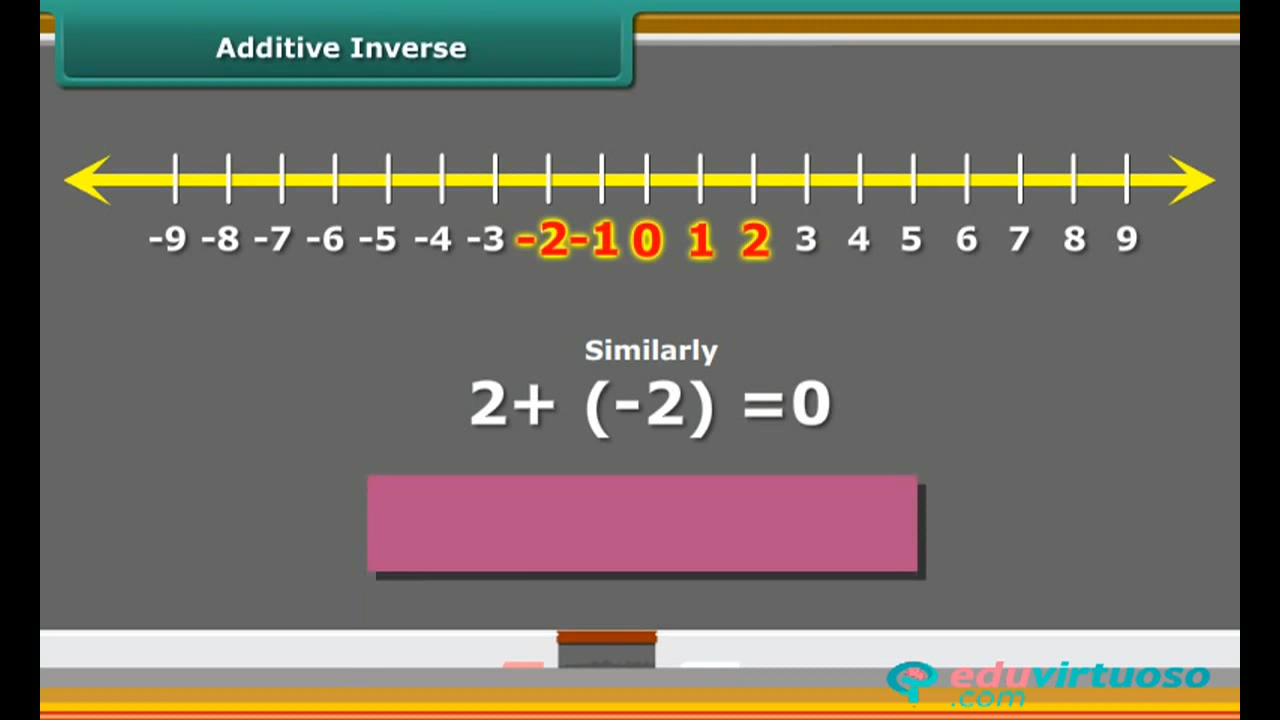 Additive Inverse
-9 -8 -7 -6 -5 -4 -3 -2 -1 0 1 2 3 4 5 6 7 8 9
Similarly
2+ (-2) =0
eduvirtuoso
.com